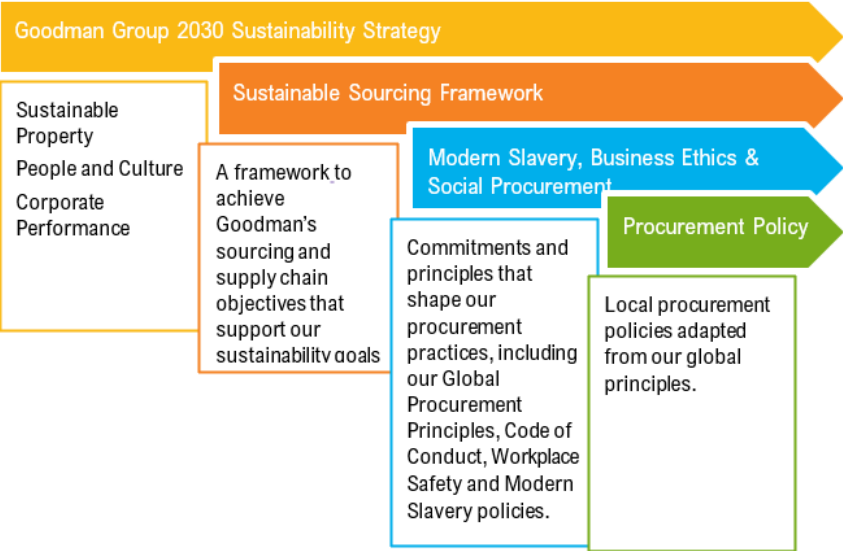 Goodman Group 2030 Sustainability Strategy
Sustainable
Property
People and Culture
Corporate
Performance
Sustainable Sourcing Framework
A framework to
achieve
Goodman's
sourcing and
supply chain
objectives that
support our
sustainability goals
Modern Slavery, Business Ethics &
Social Procurement
Commitments and
principles that
shape our
procurement
practices, including
our Global
Procurement
Principles, Code of
Conduct, Workplace
Safety and Modern
Slavery policies.
Procurement Policy
Local procurement
policies adapted
from our global
principles.